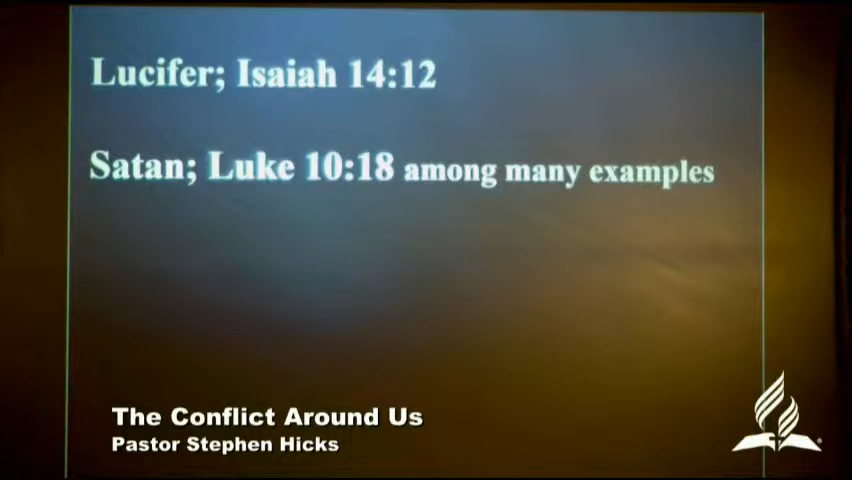 Lucifer; Isaiah 14:12
Satan; Luke 10:18 among many examples
The Conflict Around Us
Pastor Stephen Hicks